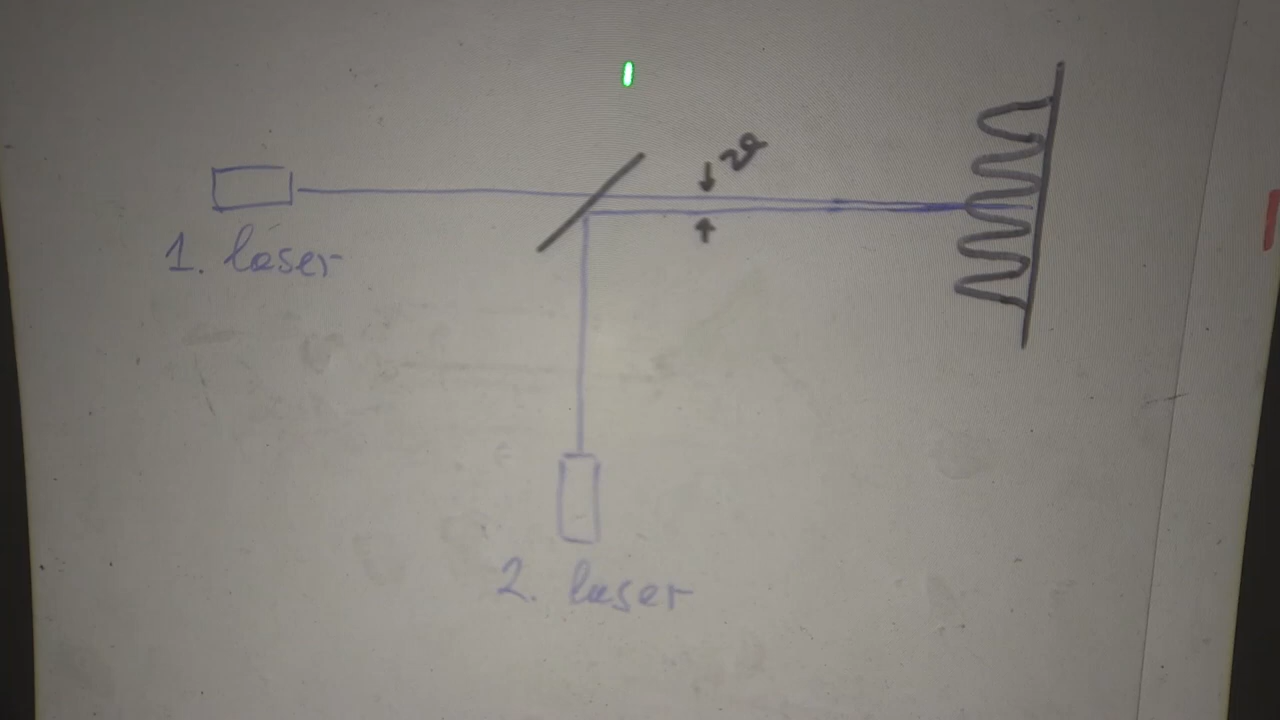 2ϑ
1. laser
2. laser